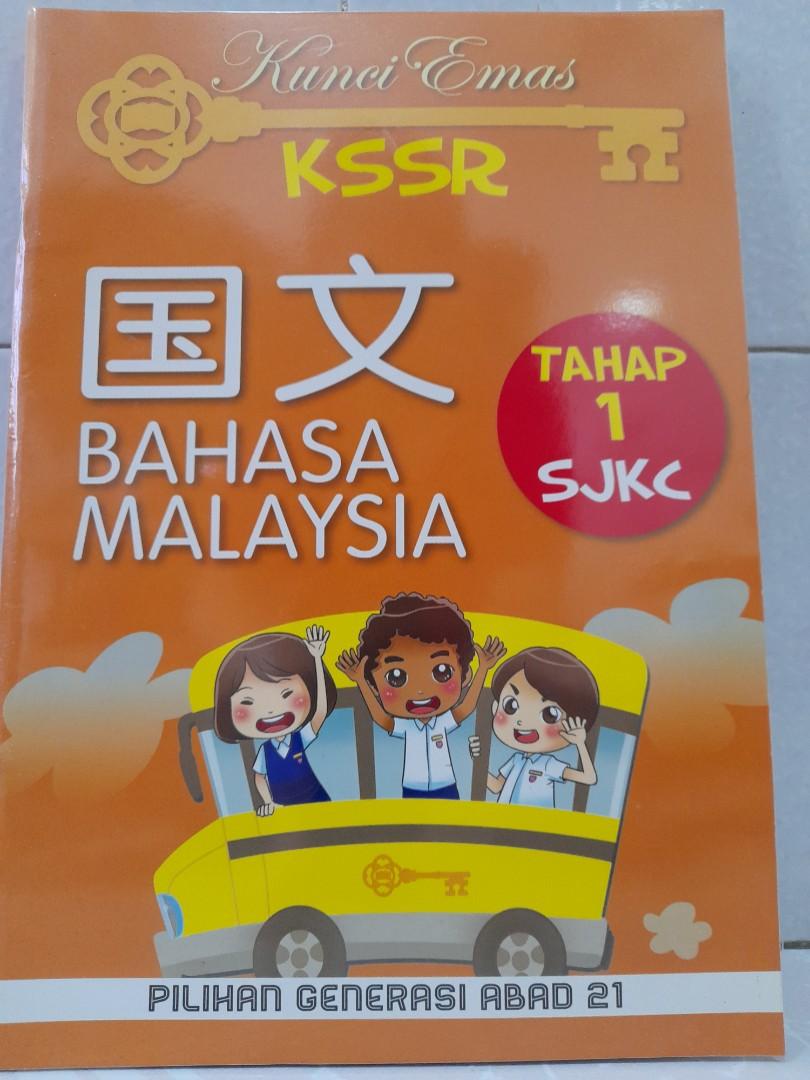 Kunci Emas
KSSR
国文
BAHASA
MALAYSIA
TAHAP
1
SJKC
PILIHAN GENERASI ABAD 21